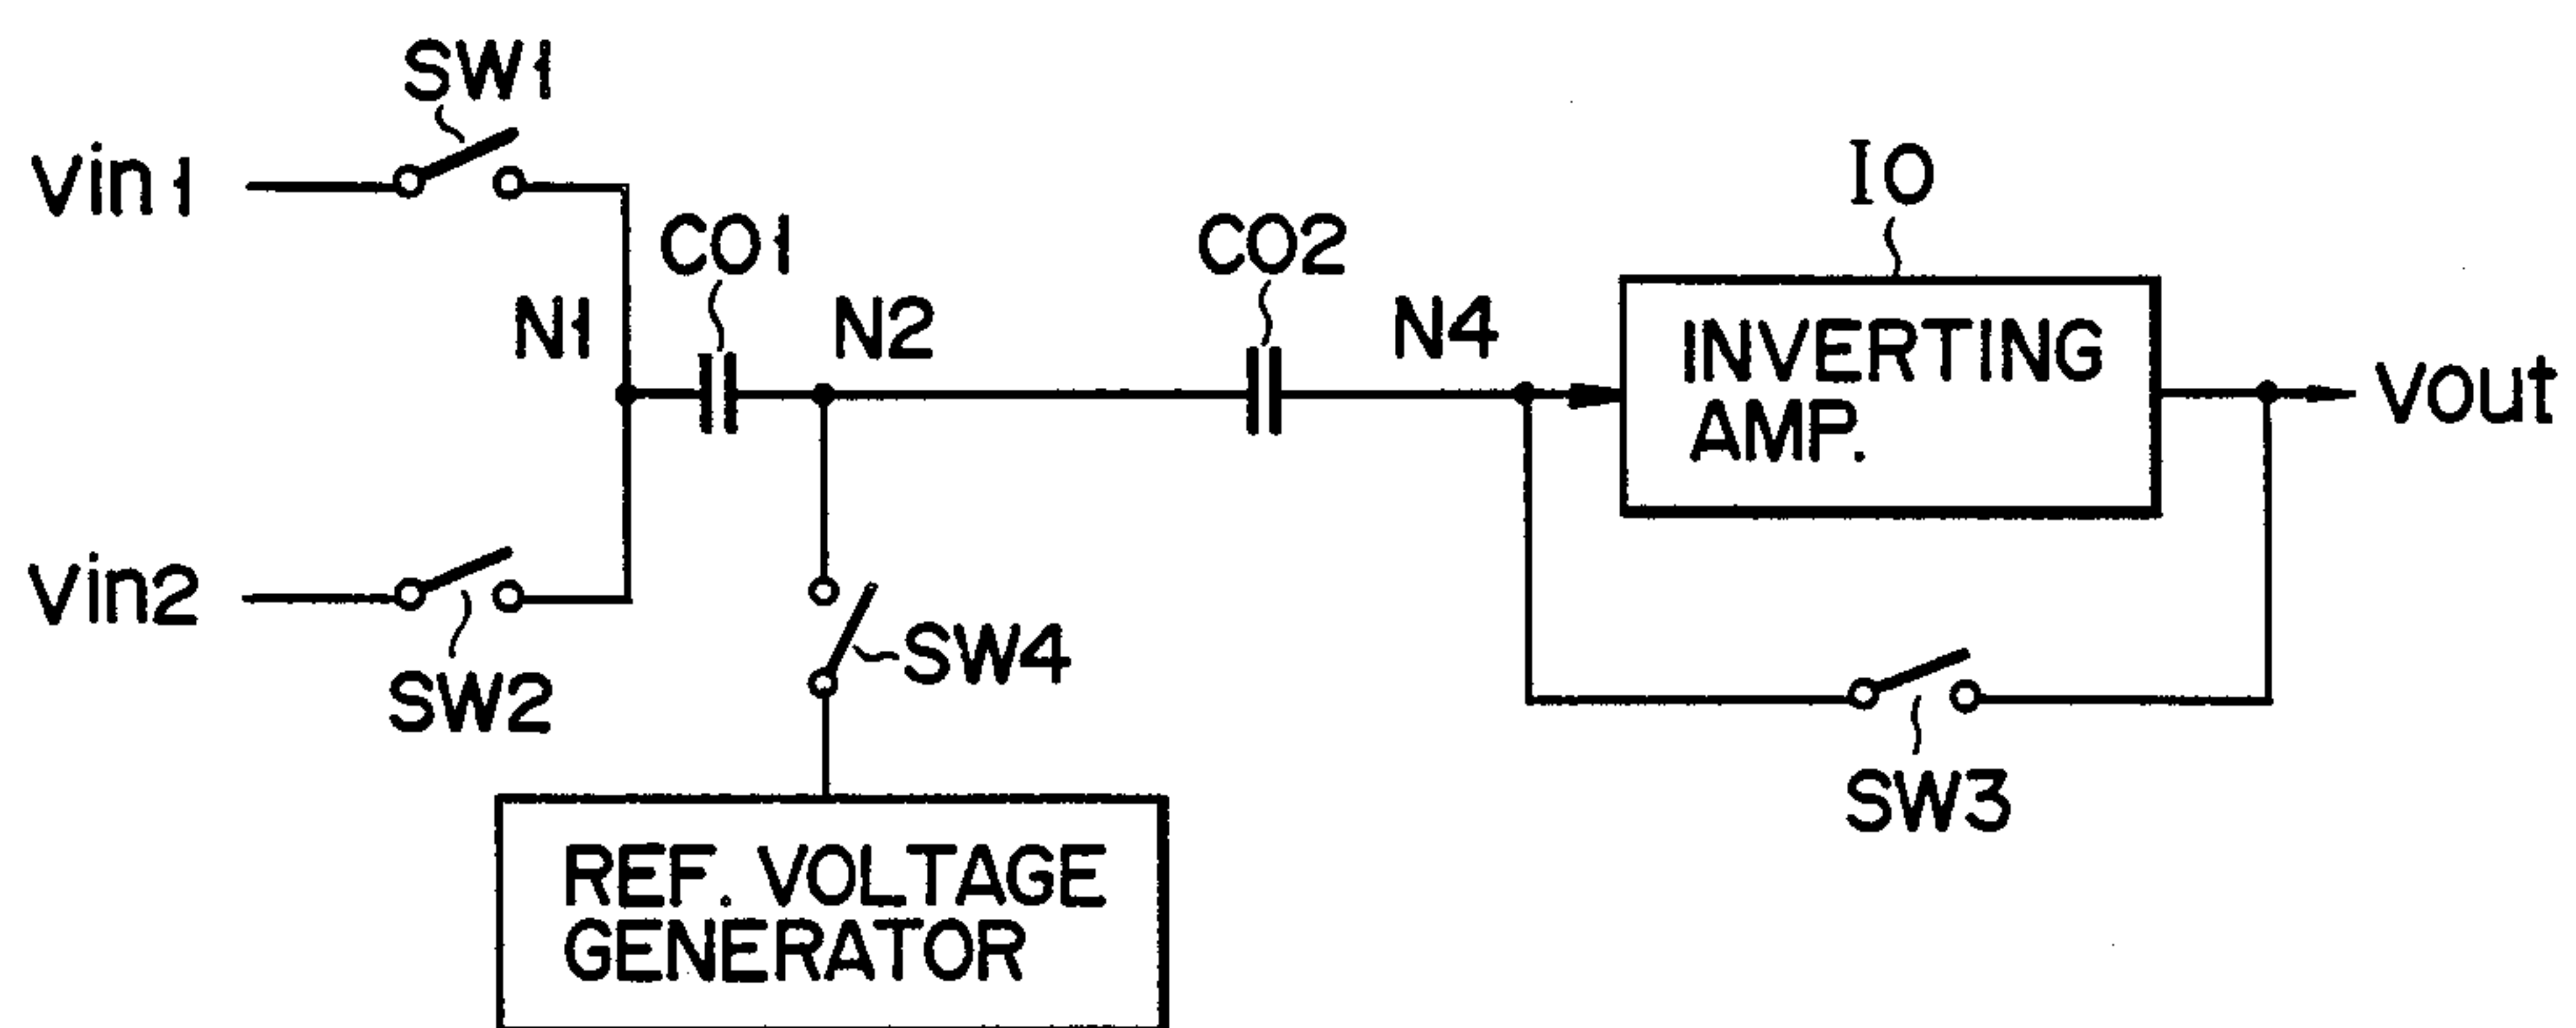 SW1
Vin1
IO
CO1
CO2
N1
N2
N4
INVERTING
AMP.
Vout
Vin2
SW4
SW2
SW3
REF. VOLTAGE
GENERATOR